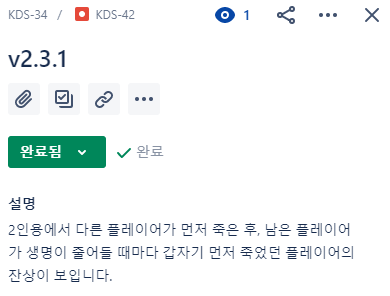 KDS-34 / KDS-42 1
v2.3.1
완료됨 완료
설명
2인용에서 다른 플레이어가 먼저 죽은 후, 남은 플레이어
가 생명이 줄어들 때마다 갑자기 먼저 죽었던 플레이어의
잔상이 보입니다.